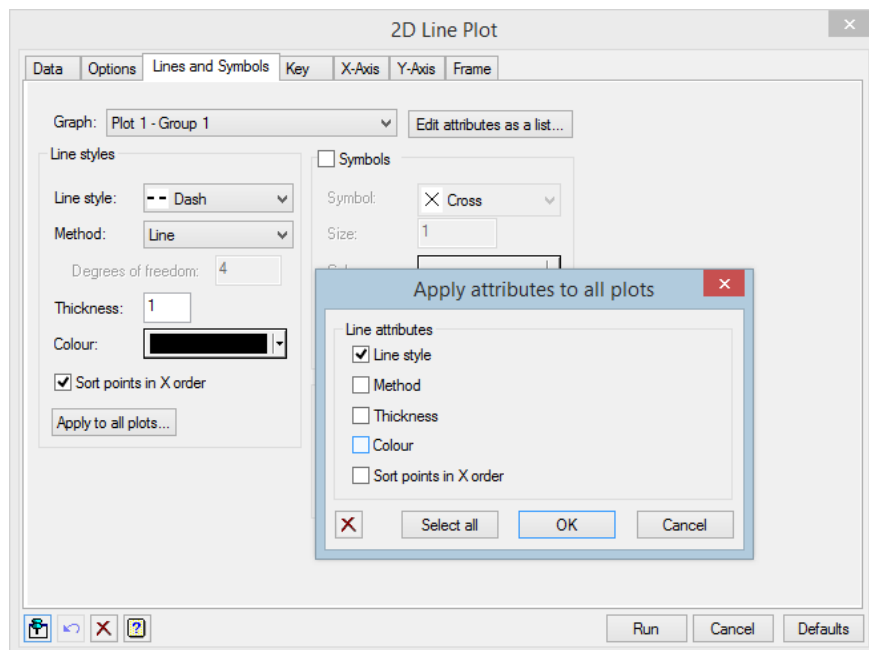 2D Line Plot
Data Options Lines and Symbols Key X-Axis Y-Axis Frame
Graph: Plot 1 - Group 1 Edit attributes as a list...
Line styles
Symbols
Line style: Dash
Symbol: Cross
Method: Line
Size: 1
Degrees of freedom: 4
Thickness: 1
Colour:
Sort points in X order
Apply to all plots...
Apply attributes to all plots
Line attributes
Line style
Method
Thickness
Colour
Sort points in X order
Select all OK Cancel
Run Cancel Defaults